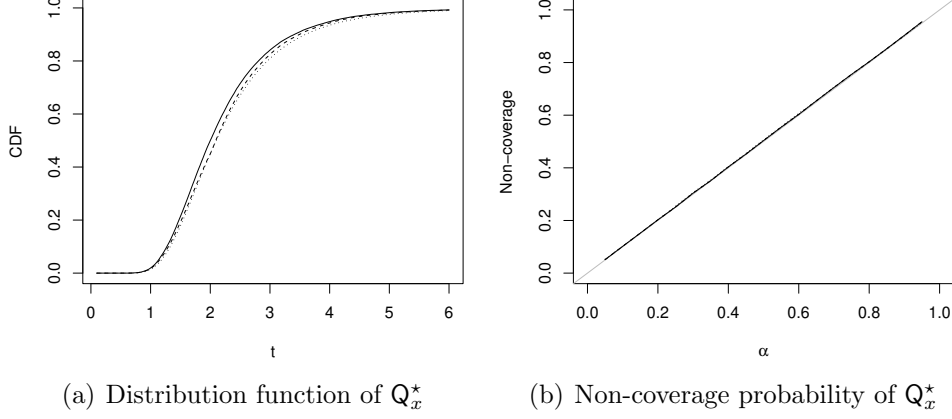 1.0
0.8
0.6
0.4
0.2
0.0
CDF
0 1 2 3 4 5 6
t
1.0
0.8
0.6
0.4
0.2
0.0
Non−coverage
0.0 0.2 0.4 0.6 0.8 1.0
α
(a) Distribution function of Q⋆x
(b) Non-coverage probability of Q⋆x